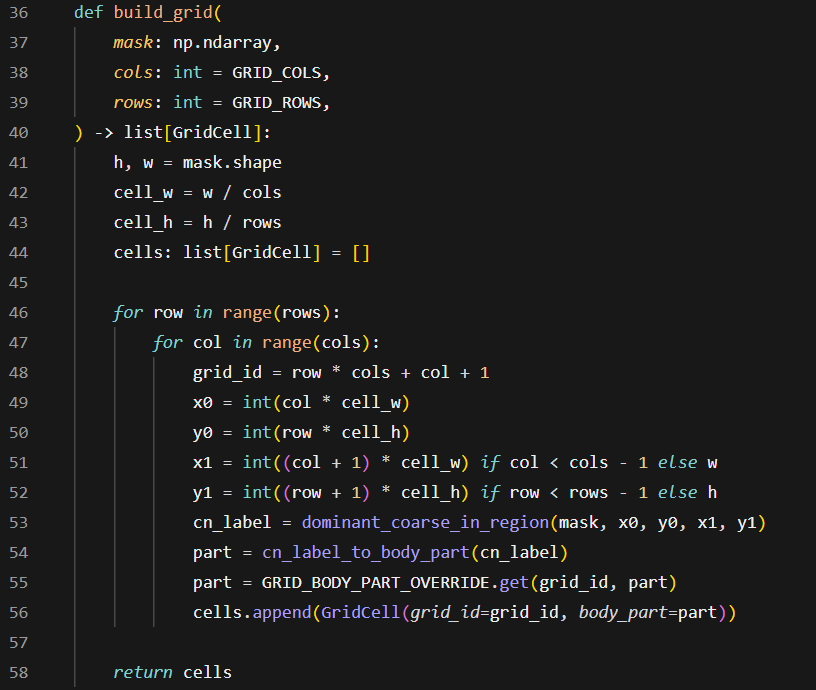 36 def build_grid(
37     mask: np.ndarray,
38     cols: int = GRID_COLS,
39     rows: int = GRID_ROWS,
40 ) -> list[GridCell]:
41     h, w = mask.shape
42     cell_w = w / cols
43     cell_h = h / rows
44     cells: list[GridCell] = []
45
46     for row in range(rows):
47         for col in range(cols):
48             grid_id = row * cols + col + 1
49             x0 = int(col * cell_w)
50             y0 = int(row * cell_h)
51             x1 = int((col + 1) * cell_w) if col < cols - 1 else w
52             y1 = int((row + 1) * cell_h) if row < rows - 1 else h
53             cn_label = dominant_coarse_in_region(mask, x0, y0, x1, y1)
54             part = cn_label_to_body_part(cn_label)
55             part = GRID_BODY_PART_OVERRIDE.get(grid_id, part)
56             cells.append(GridCell(grid_id=grid_id, body_part=part))
57
58     return cells